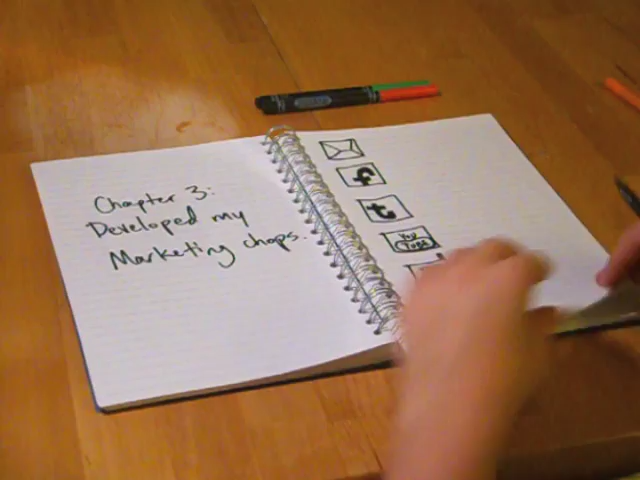 Chapter 3:
Developed my
Marketing chops.
f
t
You
Tube